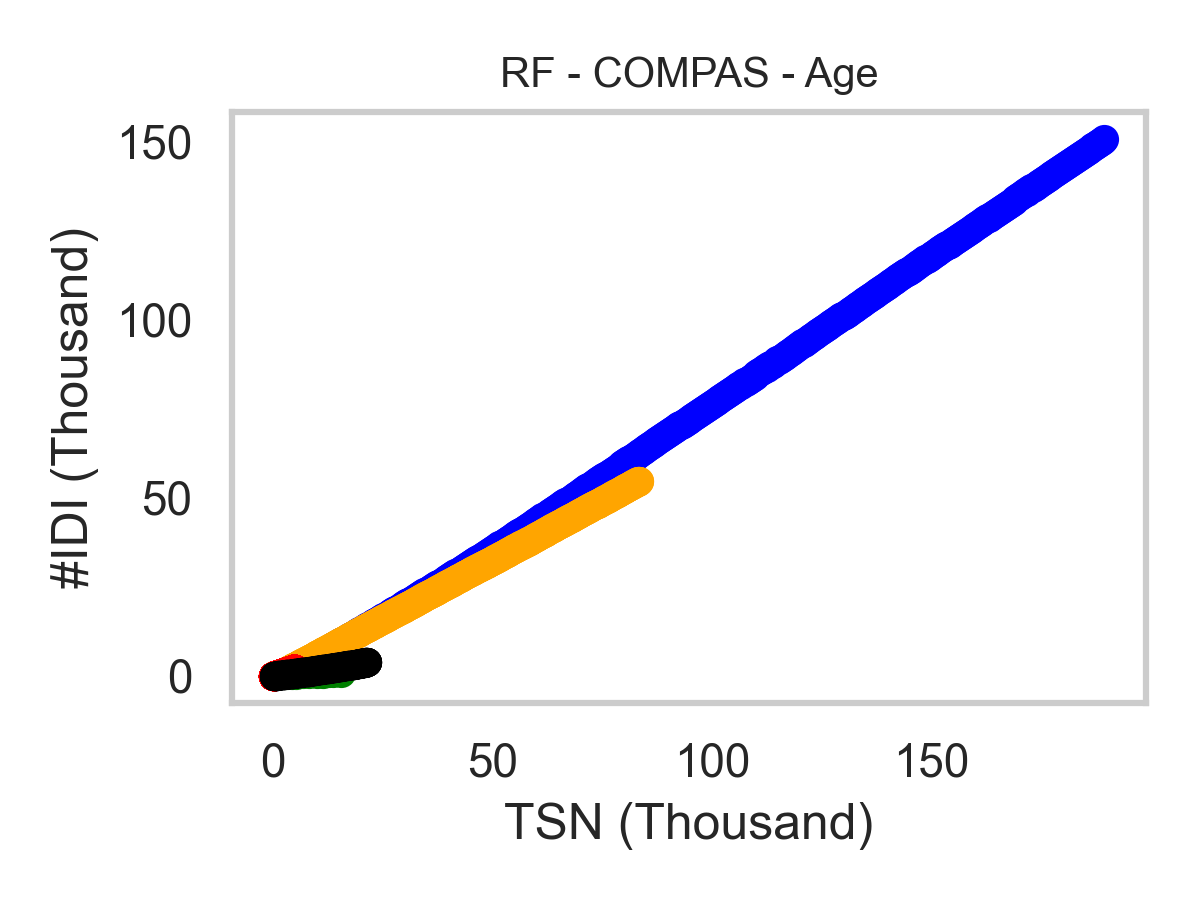 RF - COMPAS - Age
150
100
50
0
#IDI (Thousand)
0 50 100 150
TSN (Thousand)